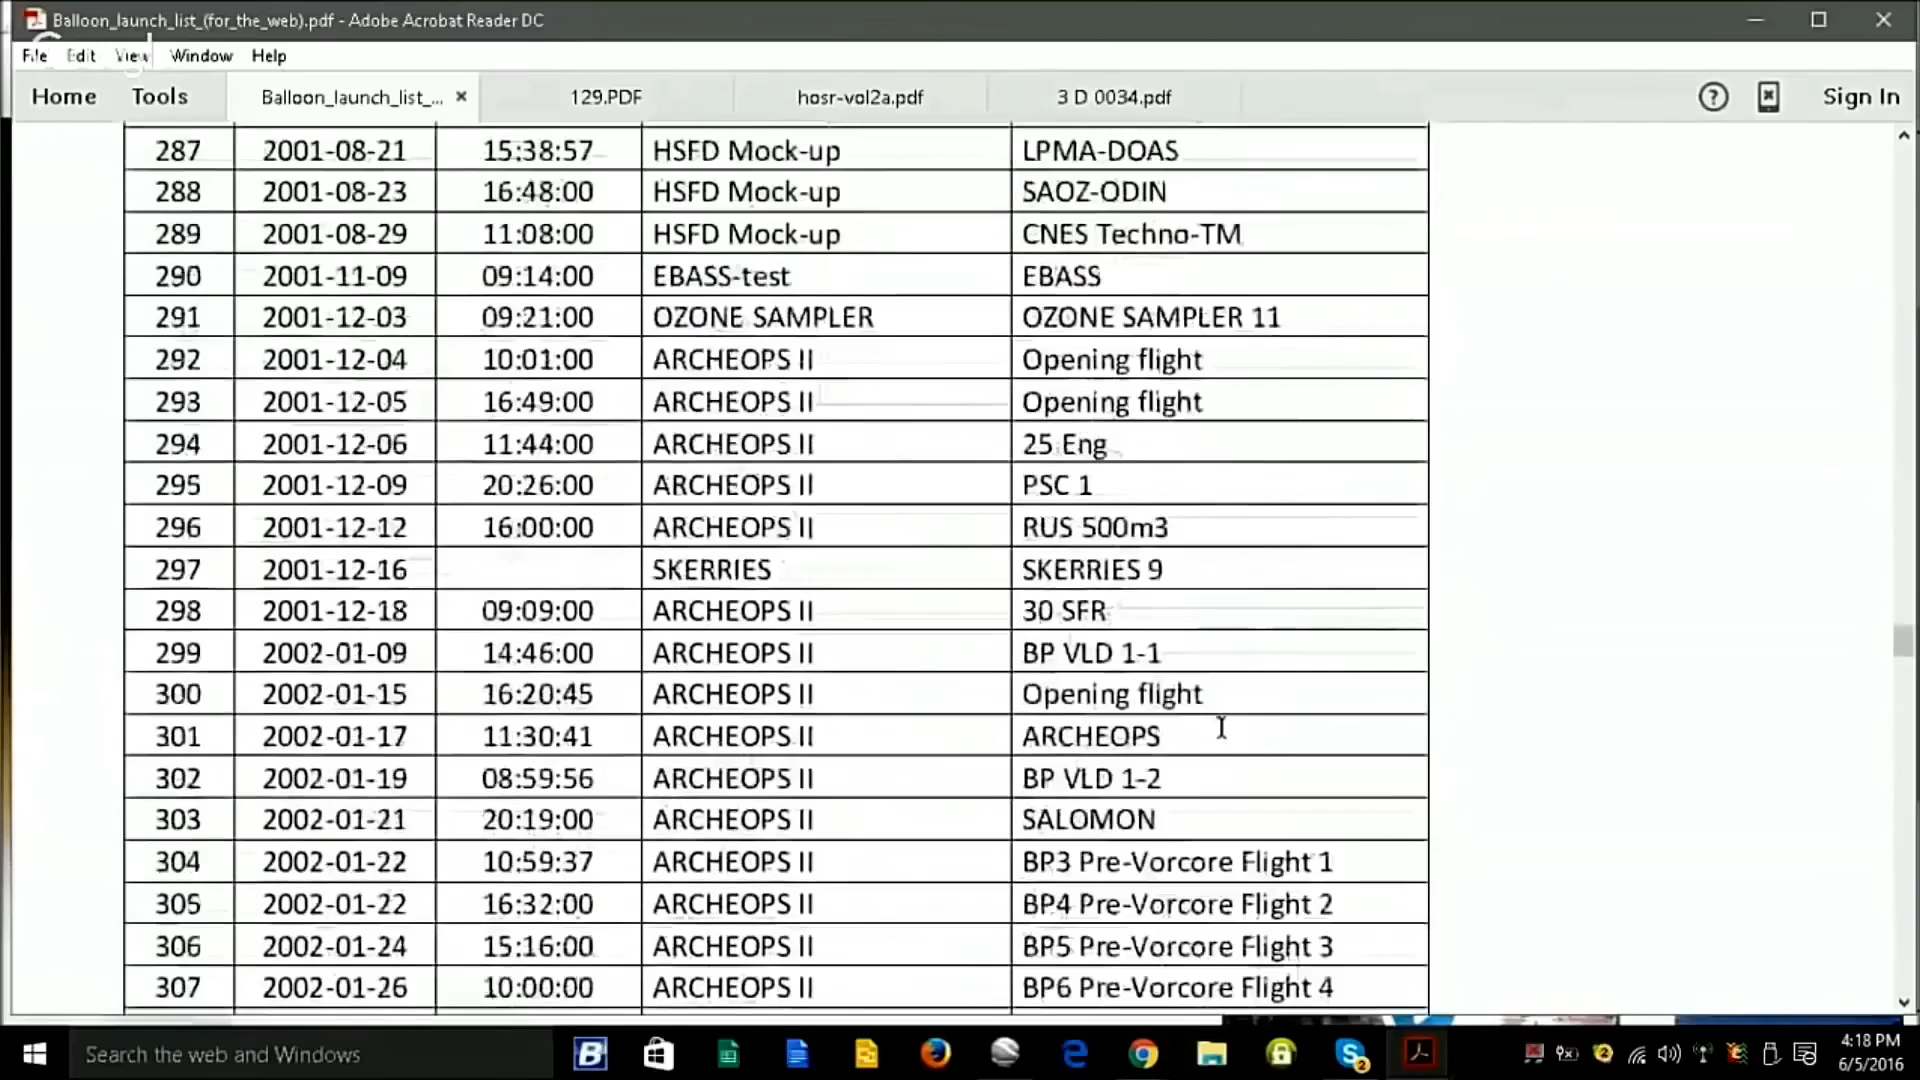 Balloon_launch_list_(for_the_web).pdf - Adobe Acrobat Reader DC
File Edit View Window Help
Home Tools Balloon_launch_list_... × 129.PDF hosr-vol2a.pdf 3 D 0034.pdf Sign In
287 2001-08-21 15:38:57 HSFD Mock-up LPMA-DOAS
288 2001-08-23 16:48:00 HSFD Mock-up SAOZ-ODIN
289 2001-08-29 11:08:00 HSFD Mock-up CNES Techno-TM
290 2001-11-09 09:14:00 EBASS-test EBASS
291 2001-12-03 09:21:00 OZONE SAMPLER OZONE SAMPLER 11
292 2001-12-04 10:01:00 ARCHEOPS II Opening flight
293 2001-12-05 16:49:00 ARCHEOPS II Opening flight
294 2001-12-06 11:44:00 ARCHEOPS II 25 Eng
295 2001-12-09 20:26:00 ARCHEOPS II PSC 1
296 2001-12-12 16:00:00 ARCHEOPS II RUS 500m3
297 2001-12-16 SKERRIES SKERRIES 9
298 2001-12-18 09:09:00 ARCHEOPS II 30 SFR
299 2002-01-09 14:46:00 ARCHEOPS II BP VLD 1-1
300 2002-01-15 16:20:45 ARCHEOPS II Opening flight
301 2002-01-17 11:30:41 ARCHEOPS II ARCHEOPS
302 2002-01-19 08:59:56 ARCHEOPS II BP VLD 1-2
303 2002-01-21 20:19:00 ARCHEOPS II SALOMON
304 2002-01-22 10:59:37 ARCHEOPS II BP3 Pre-Vorcore Flight 1
305 2002-01-22 16:32:00 ARCHEOPS II BP4 Pre-Vorcore Flight 2
306 2002-01-24 15:16:00 ARCHEOPS II BP5 Pre-Vorcore Flight 3
307 2002-01-26 10:00:00 ARCHEOPS II BP6 Pre-Vorcore Flight 4
Search the web and Windows
4:18 PM
6/5/2016